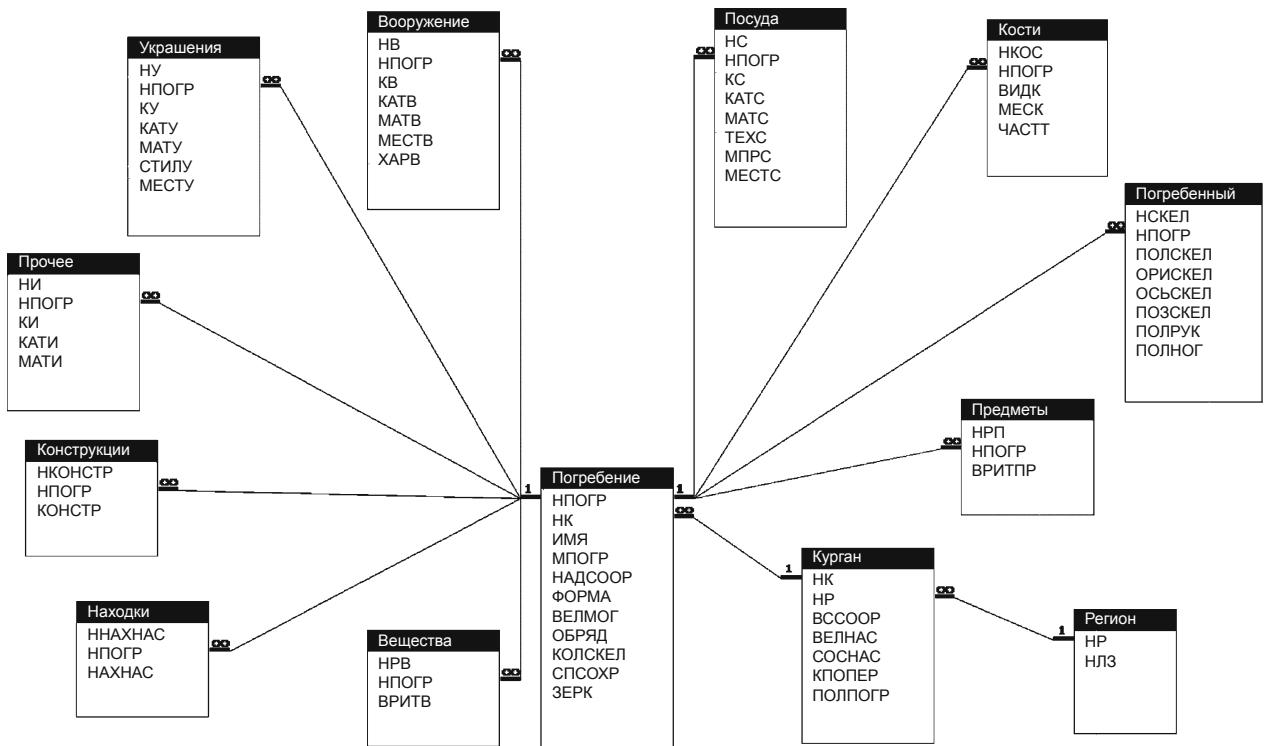 Украшения
НУ
НПОГР
КУ
КАТУ
МАТУ
СТИЛУ
МЕСТУ
Вооружение
НВ
НПОГР
КВ
КАТВ
МАТВ
МЕСТВ
ХАРВ
Посуда
НС
НПОГР
КС
КАТС
МАТС
ТЕХС
МПРС
МЕСТС
Кости
НКОС
НПОГР
ВИДК
МЕСК
ЧАСТТ
Погребенный
НСКЕЛ
НПОГР
ПОЛСКЕЛ
ОРИСКЕЛ
ОСЬСКЕЛ
ПОЗСКЕЛ
ПОЛРУК
ПОЛНОГ
Прочее
НИ
НПОГР
КИ
КАТИ
МАТИ
Предметы
НРП
НПОГР
ВРИТПР
Конструкции
НКОНСТР
НПОГР
КОНСТР
Погребение
НПОГР
НК
ИМЯ
МПОГР
НАДСООР
ФОРМА
ВЕЛМОГ
ОБРЯД
КОЛСКЕЛ
СПСОХР
ЗЕРК
Курган
НК
НР
ВССООР
ВЕЛНАС
СОСНАС
КПОПЕР
ПОЛПОГР
Находки
ННАХНАС
НПОГР
НАХНАС
Вещества
НРВ
НПОГР
ВРИТВ
Регион
НР
НЛЗ
∞
∞
∞
∞
∞
∞
∞
∞
∞
∞
∞
1
1
∞
1
∞
1